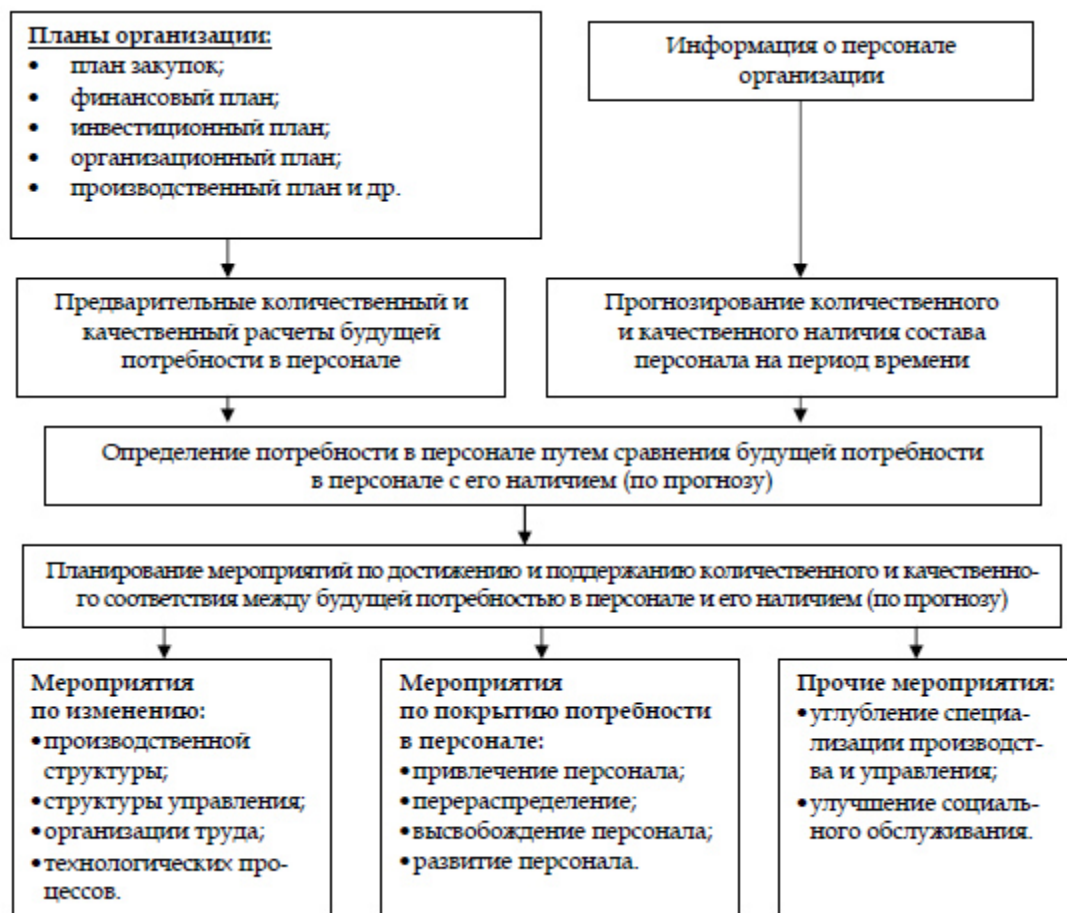 Планы организации:
• план закупок;
• финансовый план;
• инвестиционный план;
• организационный план;
• производственный план и др.
Информация о персонале
организации
Предварительные количественный и
качественный расчеты будущей
потребности в персонале
Прогнозирование количественного
и качественного наличия состава
персонала на период времени
Определение потребности в персонале путем сравнения будущей потребности
в персонале с его наличием (по прогнозу)
Планирование мероприятий по достижению и поддержанию количественного и качественно-
го соответствия между будущей потребностью в персонале и его наличием (по прогнозу)
Мероприятия
по изменению:
• производственной
структуры;
• структуры управления;
• организации труда;
• технологических про-
цессов.
Мероприятия
по покрытию потребности
в персонале:
• привлечение персонала;
• перераспределение;
• высвобождение персонала;
• развитие персонала.
Прочие мероприятия:
• углубление специа-
лизации производст-
ва и управления;
• улучшение социаль-
ного обслуживания.